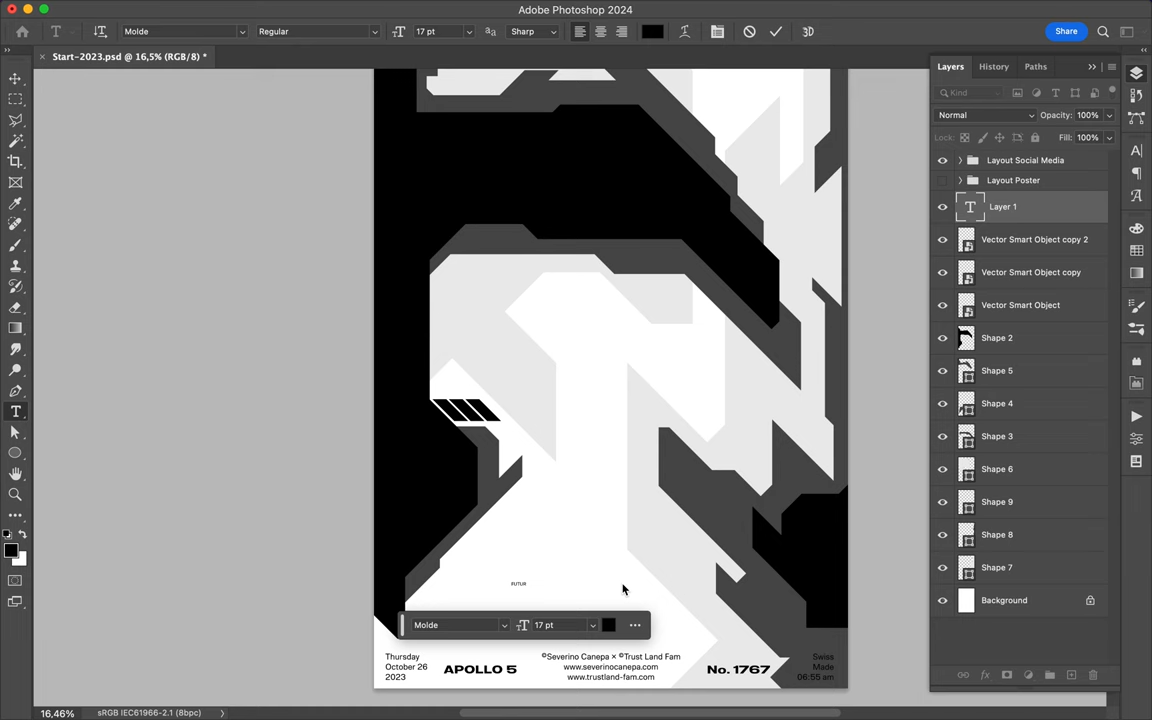 Adobe Photoshop 2024
T Molde Regular 17 pt Sharp 3D Share
Start-2023.psd @ 16,5% (RGB/8) *
Layers History Paths
Kind
Normal Opacity: 100%
Lock: Fill: 100%
Layout Social Media
Layout Poster
T Layer 1
Vector Smart Object copy 2
Vector Smart Object copy
Vector Smart Object
Shape 2
Shape 5
Shape 4
Shape 3
Shape 6
Shape 9
Shape 8
Shape 7
Background
FUTUR
Molde 17 pt
Thursday
October 26
2023
APOLLO 5
©Severino Canepa × ©Trust Land Fam
www.severinocanepa.com
www.trustland-fam.com
No. 1767
Swiss
Made
06:55 am
16,46% sRGB IEC61966-2.1 (8bpc)